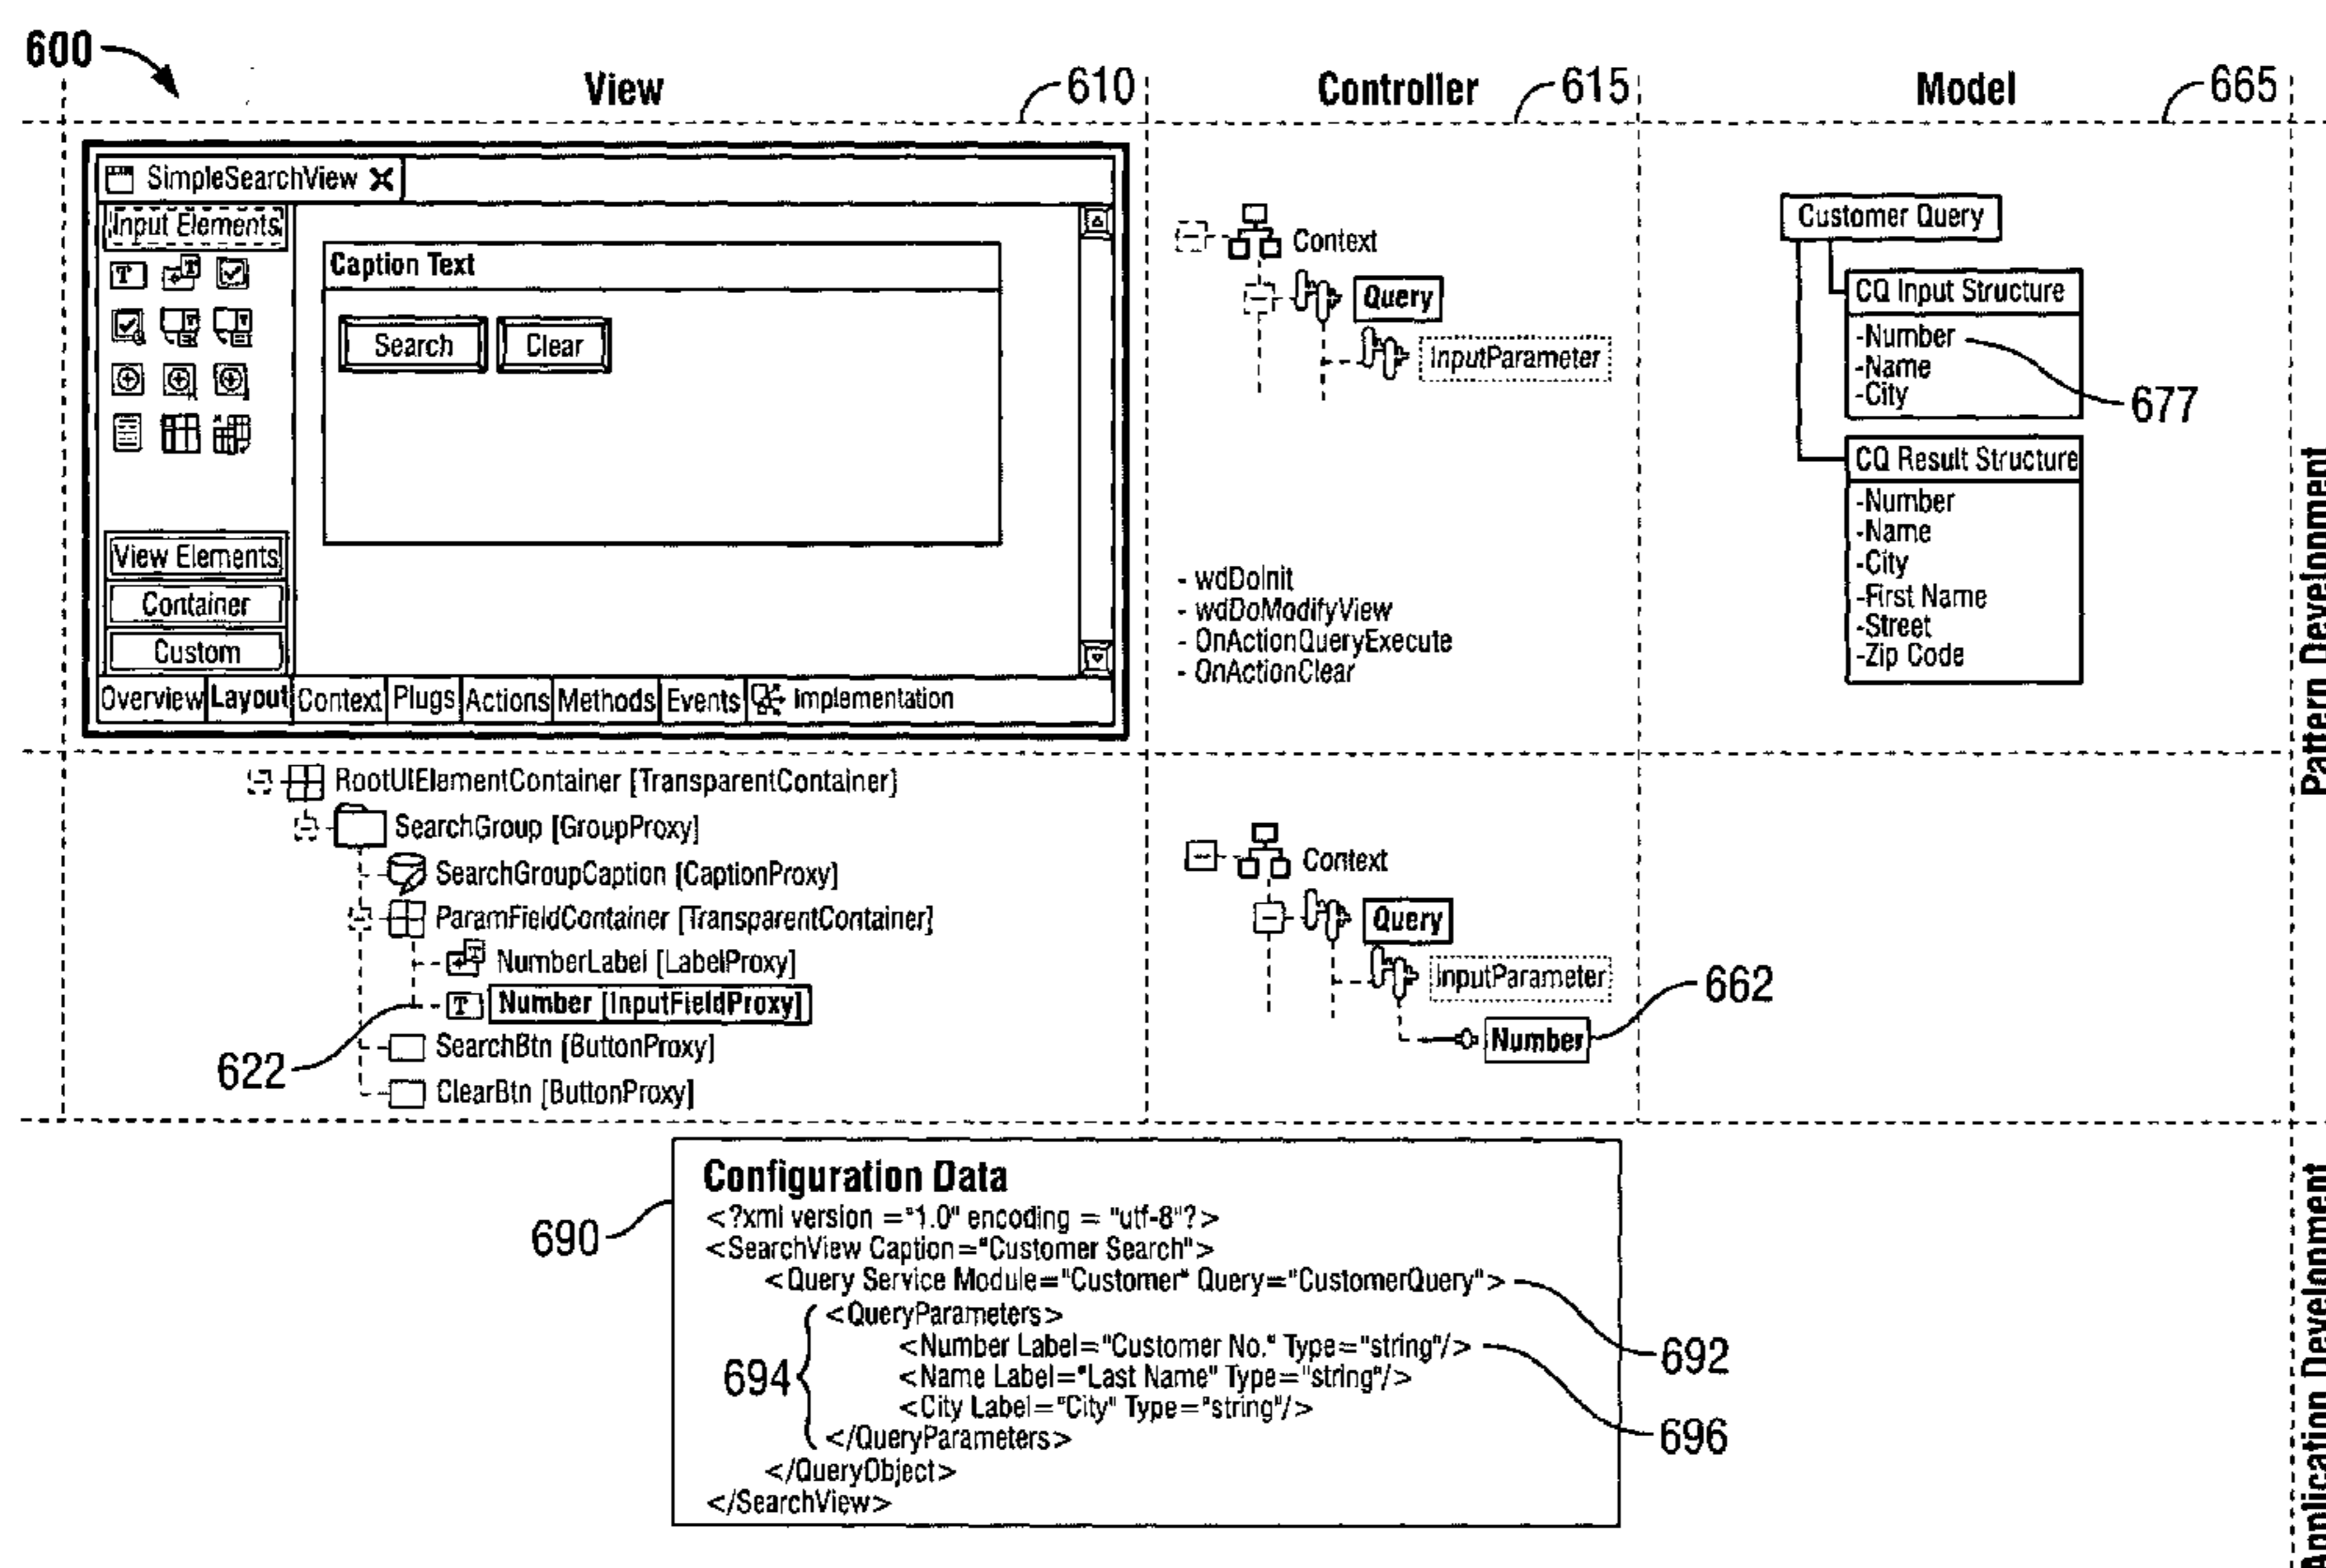 600
View
610
Controller
615
Model
665
SimpleSearchView
Input Elements
Caption Text
Search
Clear
View Elements
Container
Custom
Overview Layout Context Plugs Actions Methods Events Implementation
Context
Query
InputParameter
- wdDoInit
- wdDoModifyView
- OnActionQueryExecute
- OnActionClear
Customer Query
CQ Input Structure
-Number
-Name
-City
677
CQ Result Structure
-Number
-Name
-City
-First Name
-Street
-Zip Code
Pattern Development
RootUIElementContainer [TransparentContainer]
SearchGroup [GroupProxy]
SearchGroupCaption [CaptionProxy]
ParamFieldContainer [TransparentContainer]
NumberLabel [LabelProxy]
Number [InputFieldProxy]
SearchBtn [ButtonProxy]
ClearBtn [ButtonProxy]
622
Context
Query
InputParameter
Number
662
Configuration Data
<?xml version ="1.0" encoding = "utf-8"?>
<SearchView Caption="Customer Search">
<Query Service Module="Customer" Query="CustomerQuery">
<QueryParameters>
<Number Label="Customer No." Type="string"/>
<Name Label="Last Name" Type="string"/>
<City Label="City" Type="string"/>
</QueryParameters>
</QueryObject>
</SearchView>
690
692
694
696
Application Development